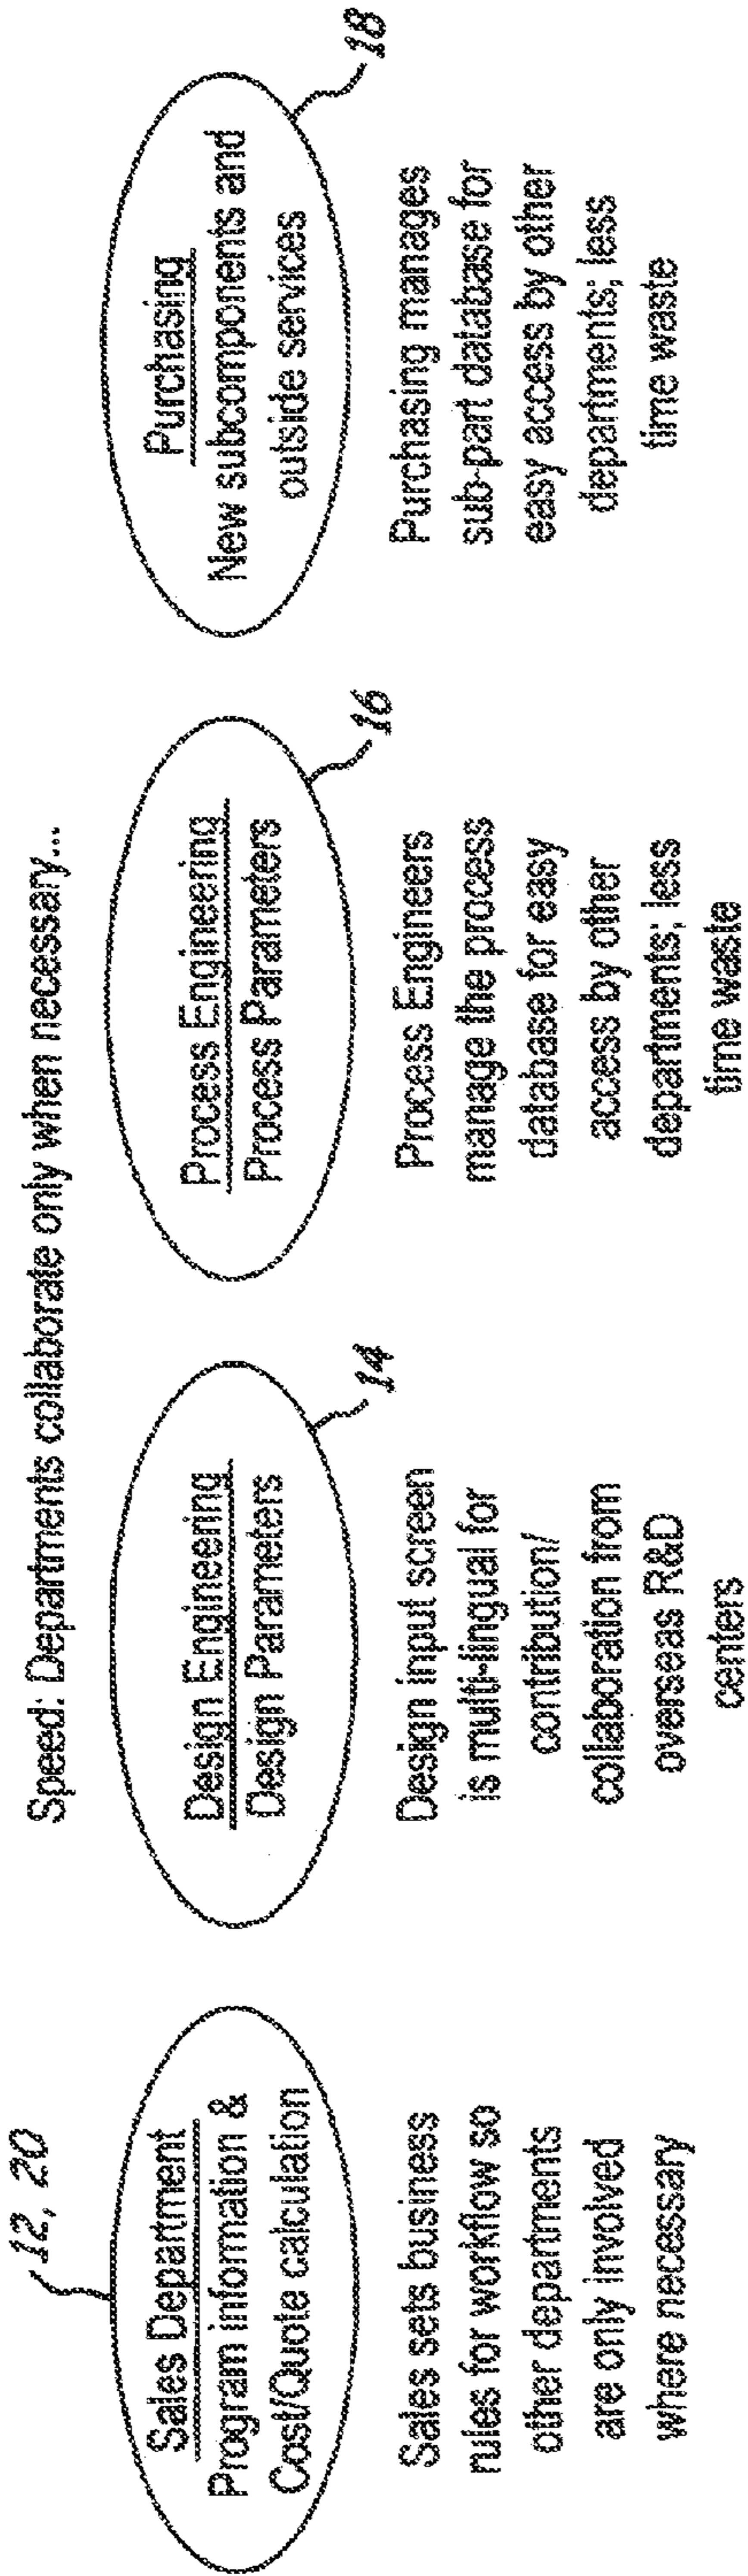 Speed: Departments collaborate only when necessary...
12, 20
Sales Department
Program information &
Cost/Quote calculation
Sales sets business
rules for workflow so
other departments
are only involved
where necessary
Design Engineering
Design Parameters
14
Design input screen
is multi-lingual for
contribution/
collaboration from
overseas R&D
centers
Process Engineering
Process Parameters
16
Process Engineers
manage the process
database for easy
access by other
departments; less
time waste
Purchasing
New subcomponents and
outside services
18
Purchasing manages
sub-part database for
easy access by other
departments; less
time waste